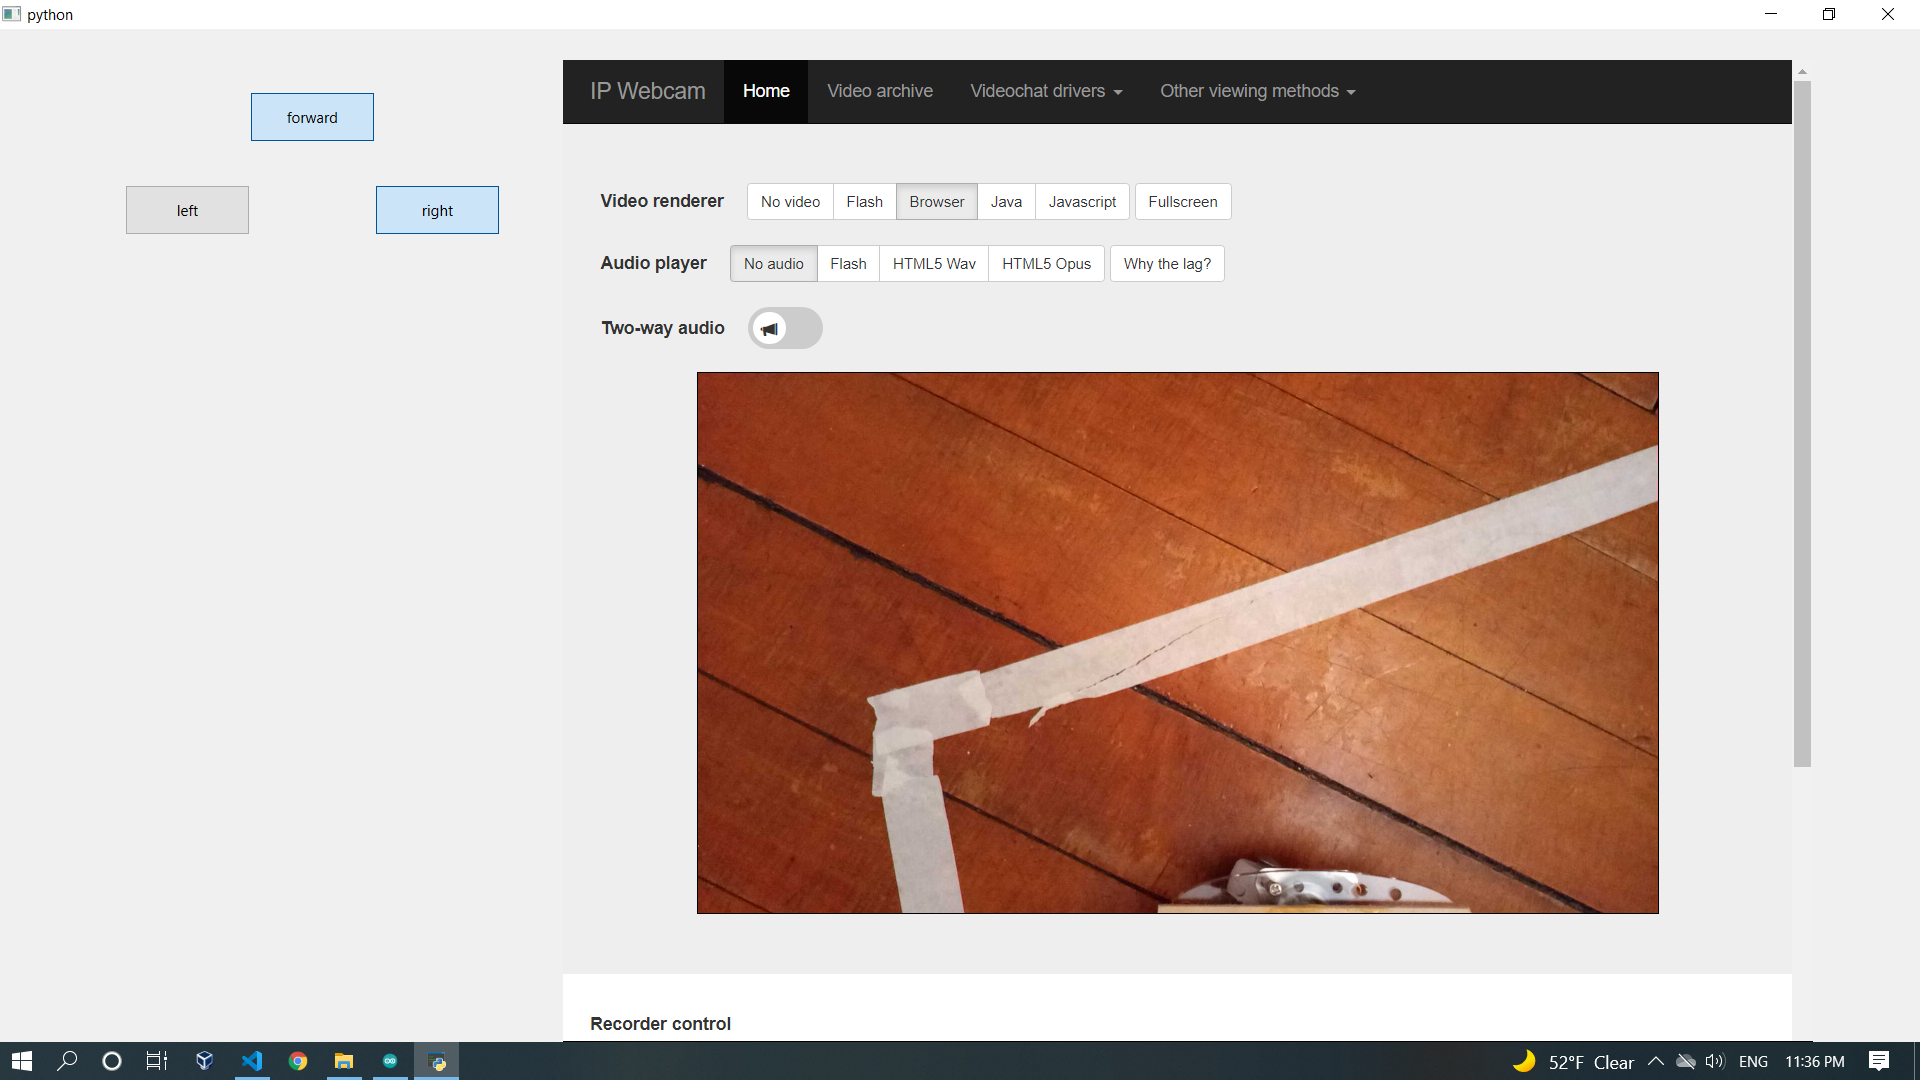 python
forward
left
right
IP Webcam Home Video archive Videochat drivers Other viewing methods
Video renderer No video Flash Browser Java Javascript Fullscreen
Audio player No audio Flash HTML5 Wav HTML5 Opus Why the lag?
Two-way audio
Recorder control
52°F Clear ENG 11:36 PM